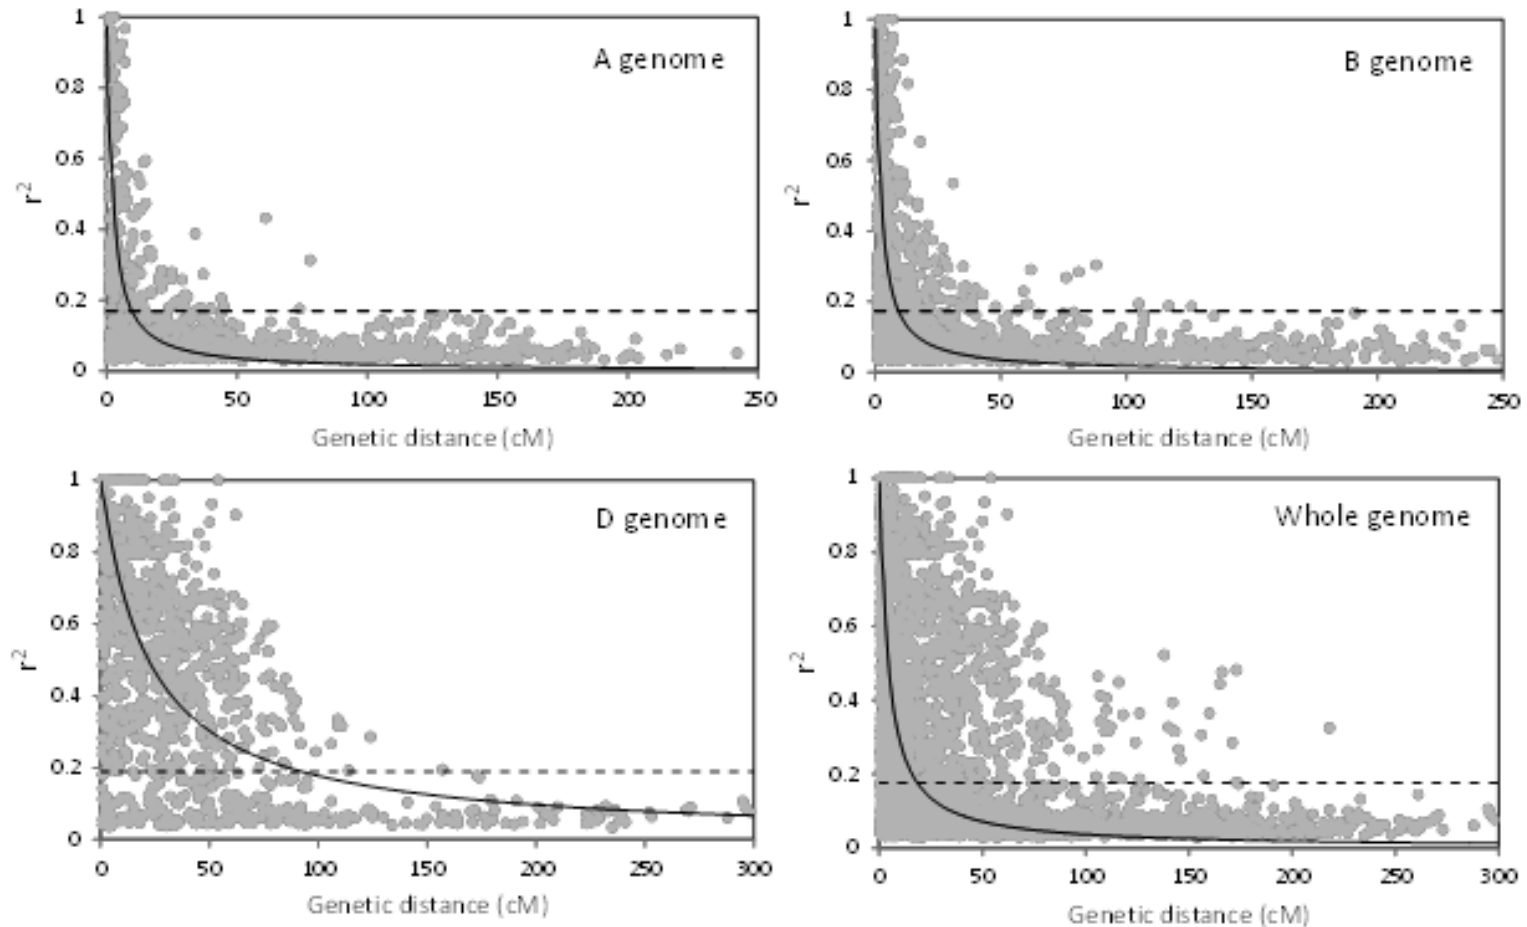 1
0.8
0.6
0.4
0.2
0
r²
A genome
0 50 100 150 200 250
Genetic distance (cM)
1
0.8
0.6
0.4
0.2
0
r²
B genome
0 50 100 150 200 250
Genetic distance (cM)
1
0.8
0.6
0.4
0.2
0
r²
D genome
0 50 100 150 200 250 300
Genetic distance (cM)
1
0.8
0.6
0.4
0.2
0
r²
Whole genome
0 50 100 150 200 250 300
Genetic distance (cM)